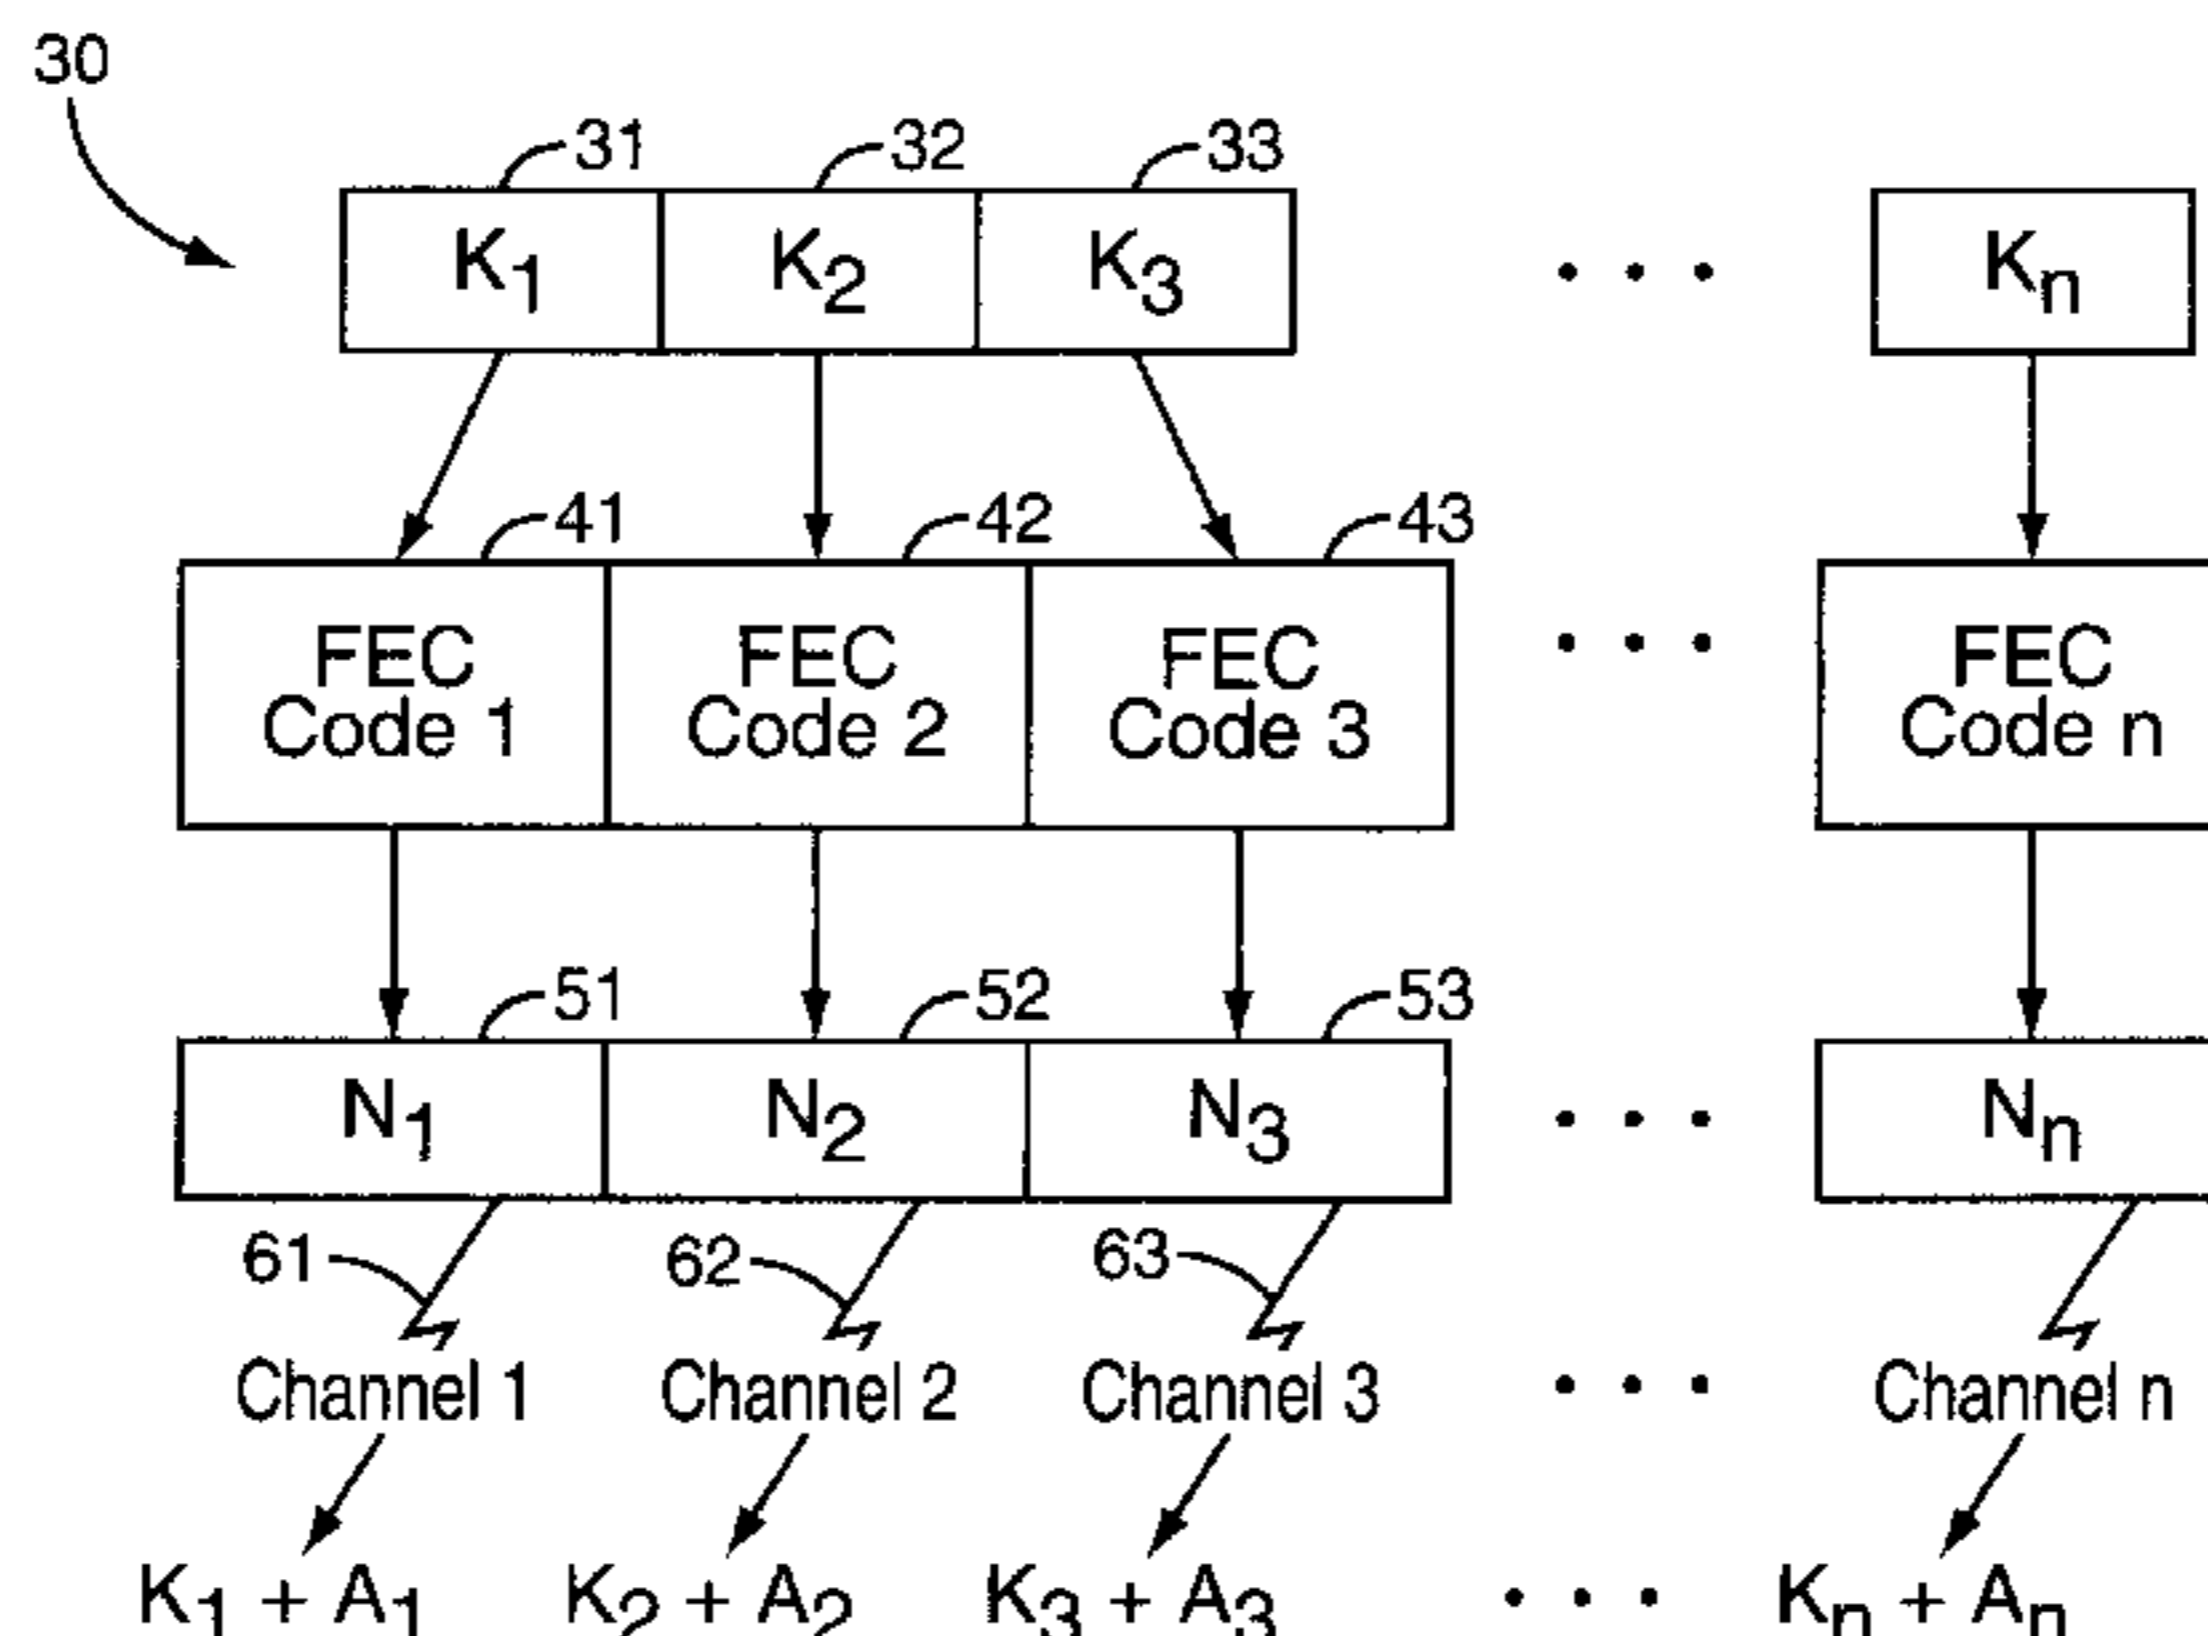 30
31 32 33
K1 K2 K3 • • • Kn
41 42 43
FEC Code 1 FEC Code 2 FEC Code 3 • • • FEC Code n
51 52 53
N1 N2 N3 • • • Nn
61 62 63
Channel 1 Channel 2 Channel 3 • • • Channel n
K1 + A1 K2 + A2 K3 + A3 • • • Kn + An